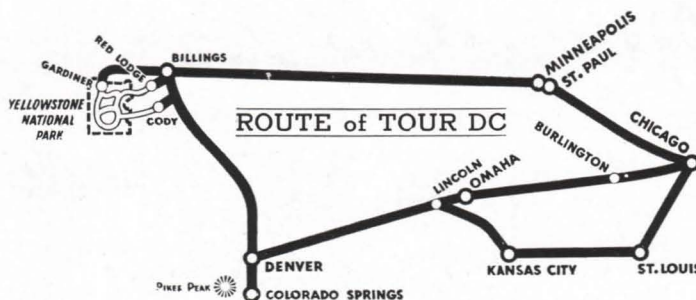 RED LODGE
BILLINGS
GARDINER
MINNEAPOLIS
ST. PAUL
YELLOWSTONE
NATIONAL
PARK
CODY
ROUTE of TOUR DC
CHICAGO
BURLINGTON
LINCOLN
OMAHA
DENVER
KANSAS CITY
ST. LOUIS
PIKES PEAK
COLORADO SPRINGS